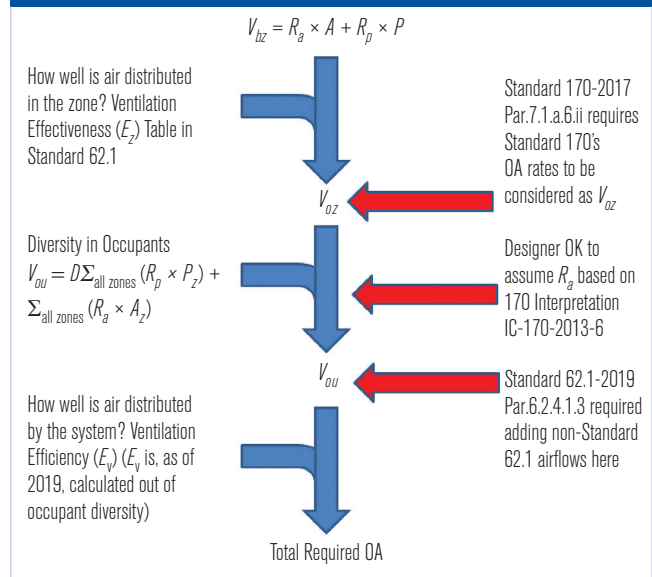 V_bz = R_a × A + R_p × P
How well is air distributed
in the zone? Ventilation
Effectiveness (E_z) Table in
Standard 62.1
Standard 170-2017
Par.7.1.a.6.ii requires
Standard 170's
OA rates to be
considered as V_oz
V_oz
Diversity in Occupants
V_ou = DΣ_all zones (R_p × P_z) +
Σ_all zones (R_a × A_z)
Designer OK to
assume R_a based on
170 Interpretation
IC-170-2013-6
V_ou
How well is air distributed
by the system? Ventilation
Efficiency (E_v) (E_v is, as of
2019, calculated out of
occupant diversity)
Standard 62.1-2019
Par.6.2.4.1.3 required
adding non-Standard
62.1 airflows here
Total Required OA